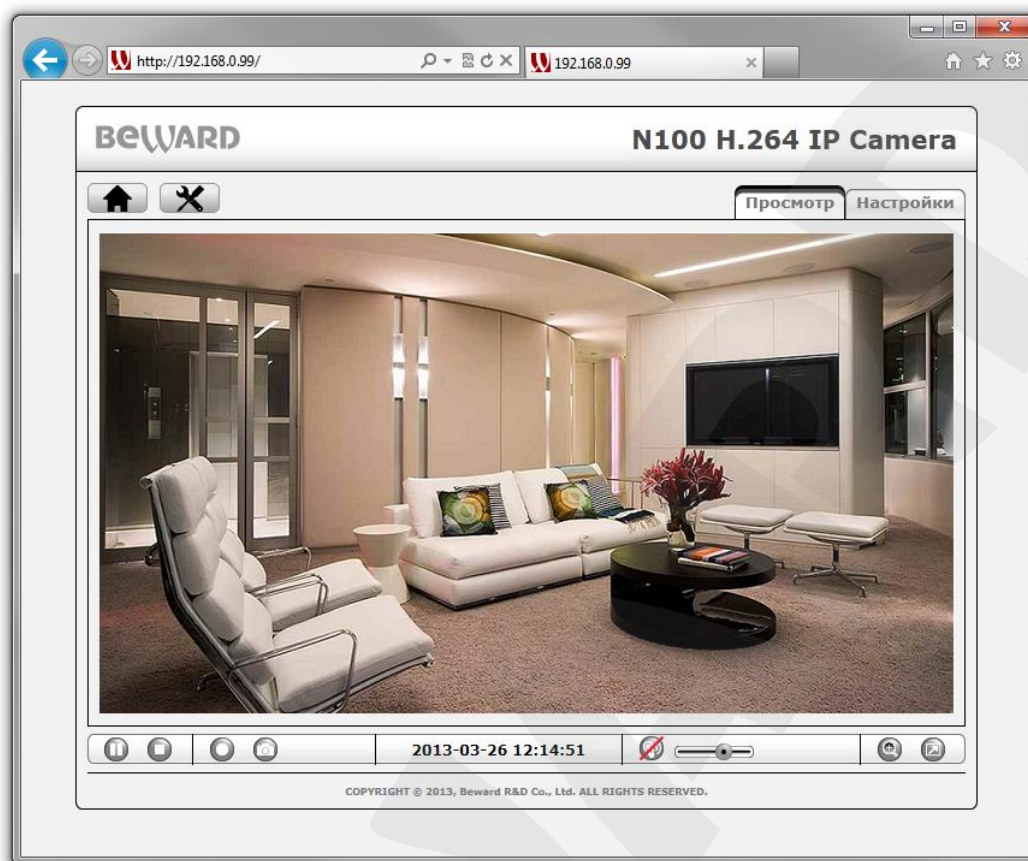 http://192.168.0.99/
192.168.0.99
BEWARD
N100 H.264 IP Camera
Просмотр
Настройки
2013-03-26 12:14:51
COPYRIGHT © 2013, Beward R&D Co., Ltd. ALL RIGHTS RESERVED.